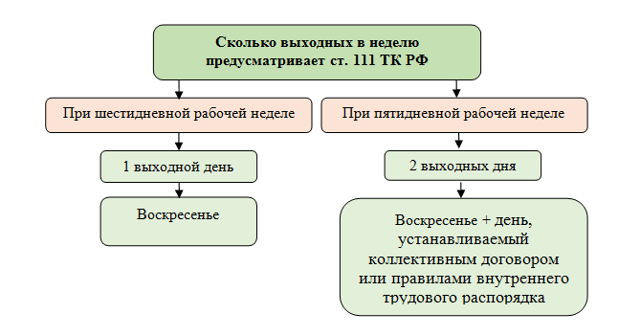 Сколько выходных в неделю
предусматривает ст. 111 ТК РФ
При шестидневной рабочей неделе
При пятидневной рабочей неделе
1 выходной день
2 выходных дня
Воскресенье
Воскресенье + день,
устанавливаемый
коллективным договором
или правилами внутреннего
трудового распорядка